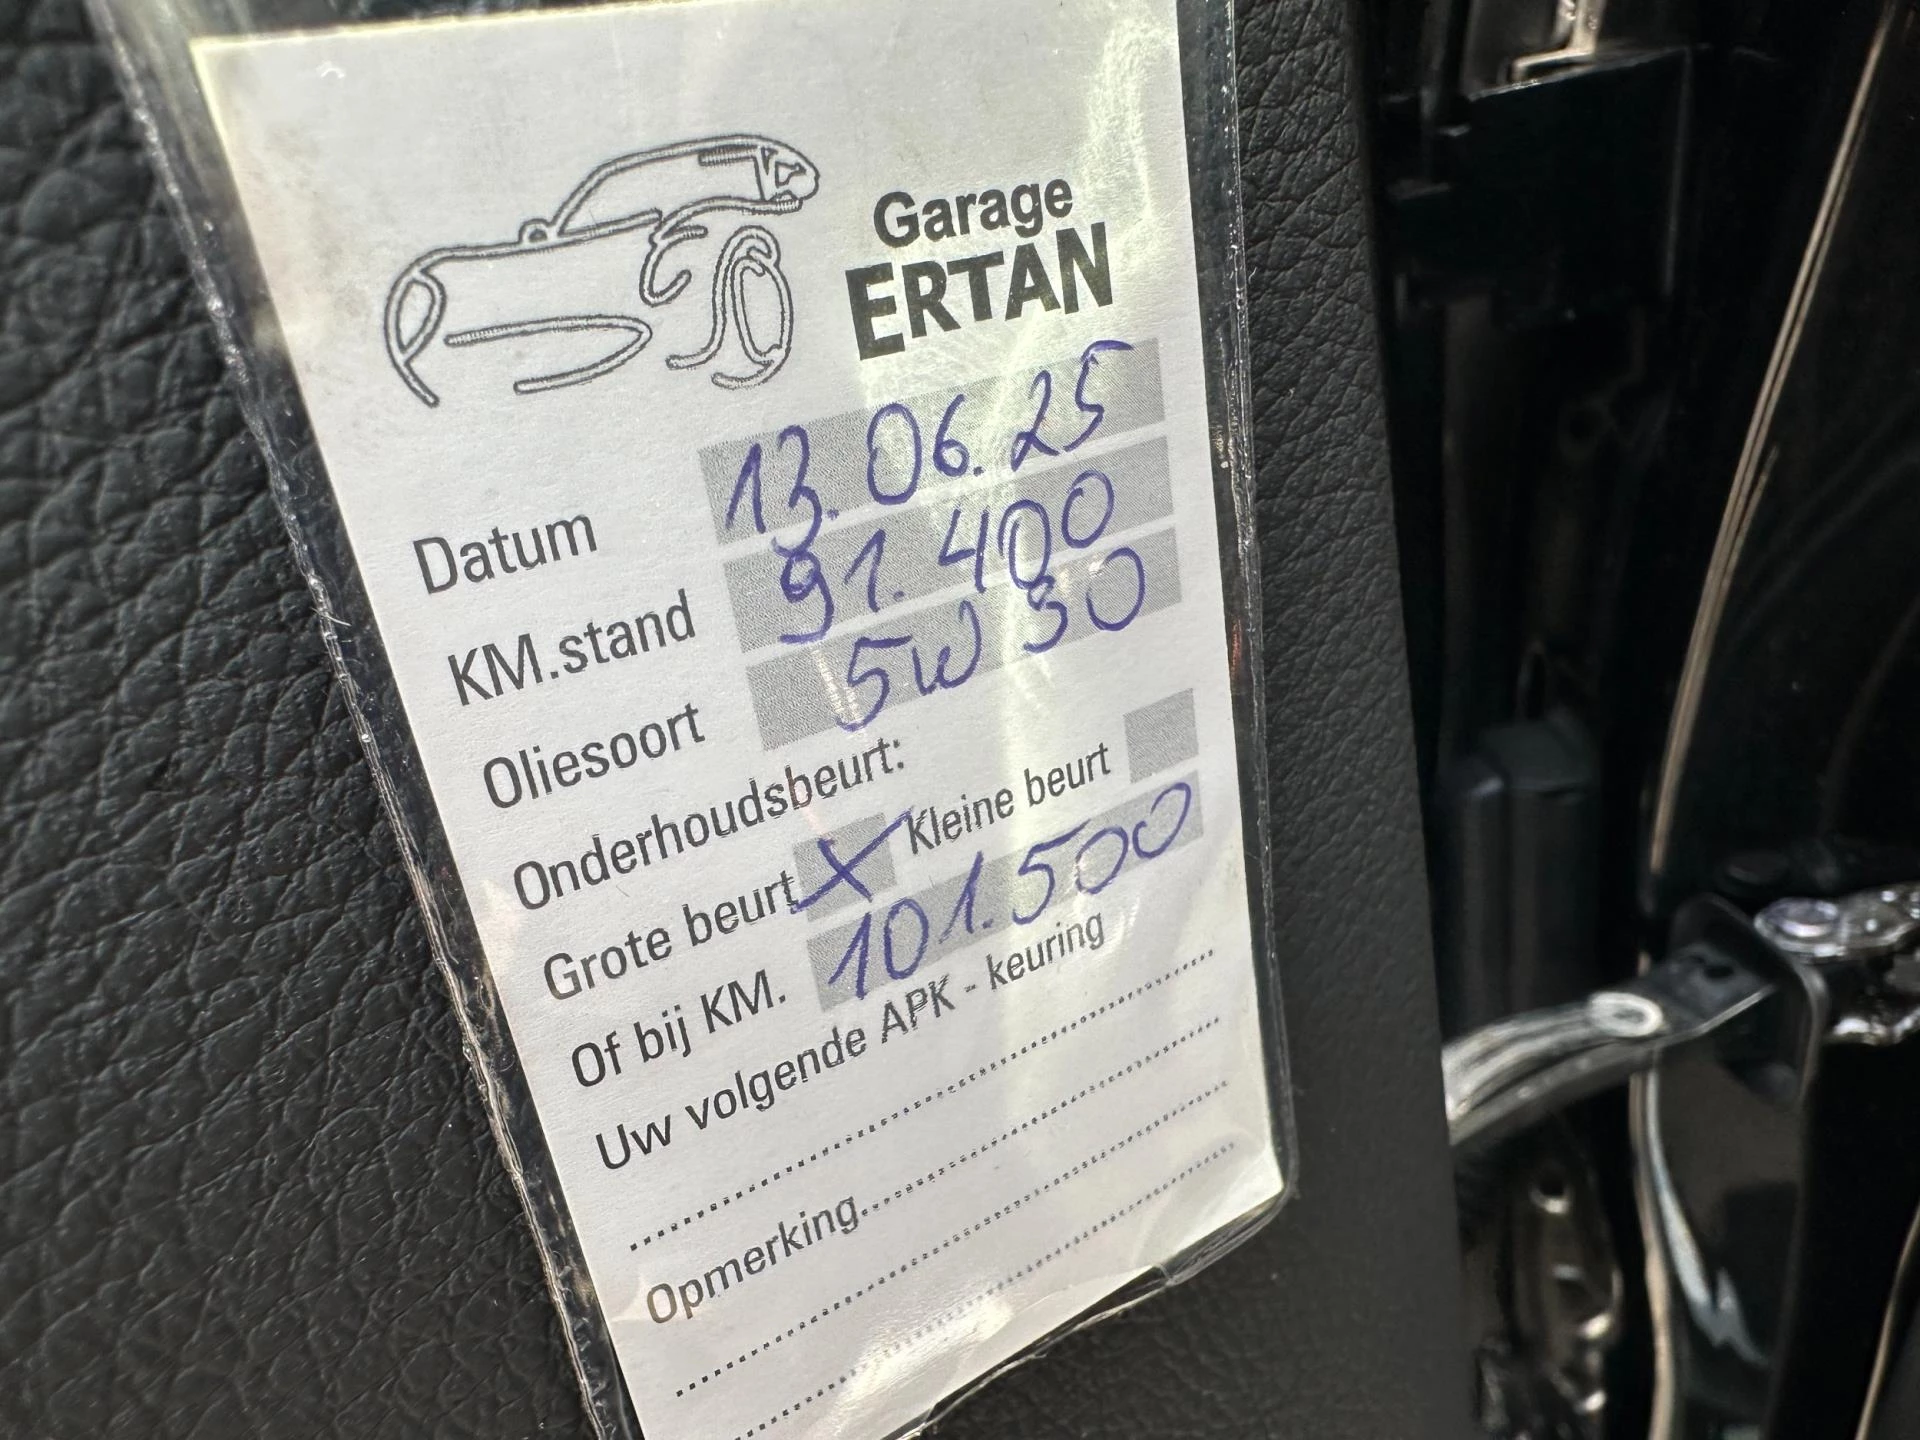 Garage
ERTAN
Datum 13.06.25
KM.stand 91.400
Oliesoort 5W30
Onderhoudsbeurt:
Grote beurt X Kleine beurt
Of bij KM. 101.500
Uw volgende APK - keuring
Opmerking